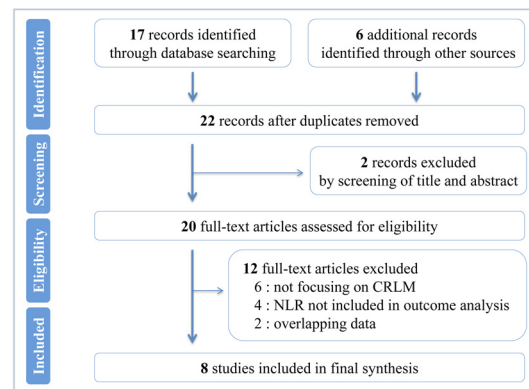 Identification
17 records identified
through database searching
6 additional records
identified through other sources
22 records after duplicates removed
Screening
2 records excluded
by screening of title and abstract
20 full-text articles assessed for eligibility
Eligibility
12 full-text articles excluded
6 : not focusing on CRLM
4 : NLR not included in outcome analysis
2 : overlapping data
Included
8 studies included in final synthesis